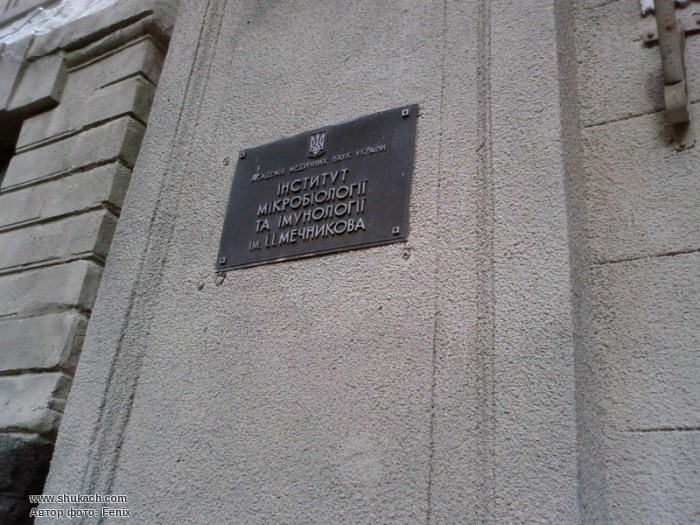 АКАДЕМІЯ МЕДИЧНИХ НАУК УКРАЇНИ
ІНСТИТУТ
МІКРОБІОЛОГІЇ
ТА ІМУНОЛОГІЇ
ІМ. І.І. МЕЧНИКОВА
www.shukach.com
Автор фото: Fenix